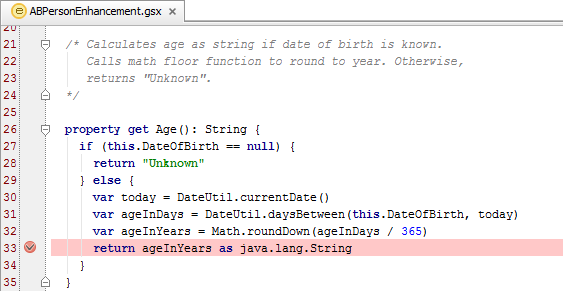 ABPersonEnhancement.gsx
20
21 /* Calculates age as string if date of birth is known.
22 Calls math floor function to round to year. Otherwise,
23 returns "Unknown".
24 */
25
26 property get Age(): String {
27 if (this.DateOfBirth == null) {
28 return "Unknown"
29 } else {
30 var today = DateUtil.currentDate()
31 var ageInDays = DateUtil.daysBetween(this.DateOfBirth, today)
32 var ageInYears = Math.roundDown(ageInDays / 365)
33 return ageInYears as java.lang.String
34 }
35 }